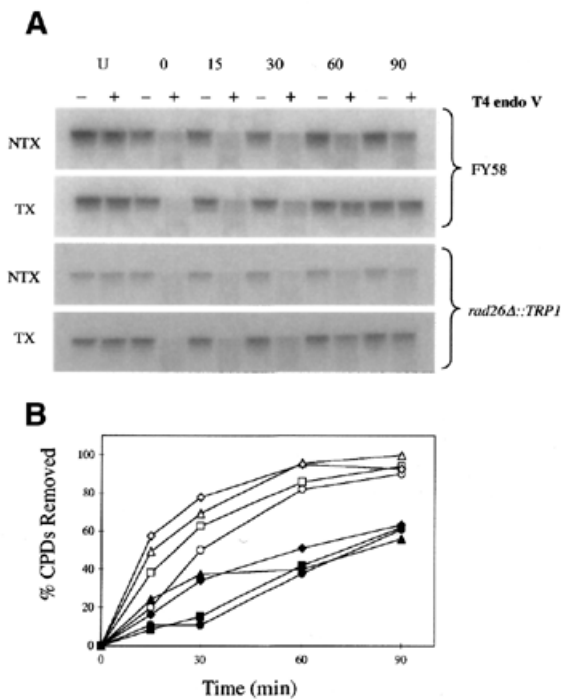 A
U 0 15 30 60 90
− + − + − + − + − + − + T4 endo V
NTX
FY58
TX
NTX
rad26Δ::TRP1
TX
B
% CPDs Removed
100
80
60
40
20
0
0 30 60 90
Time (min)